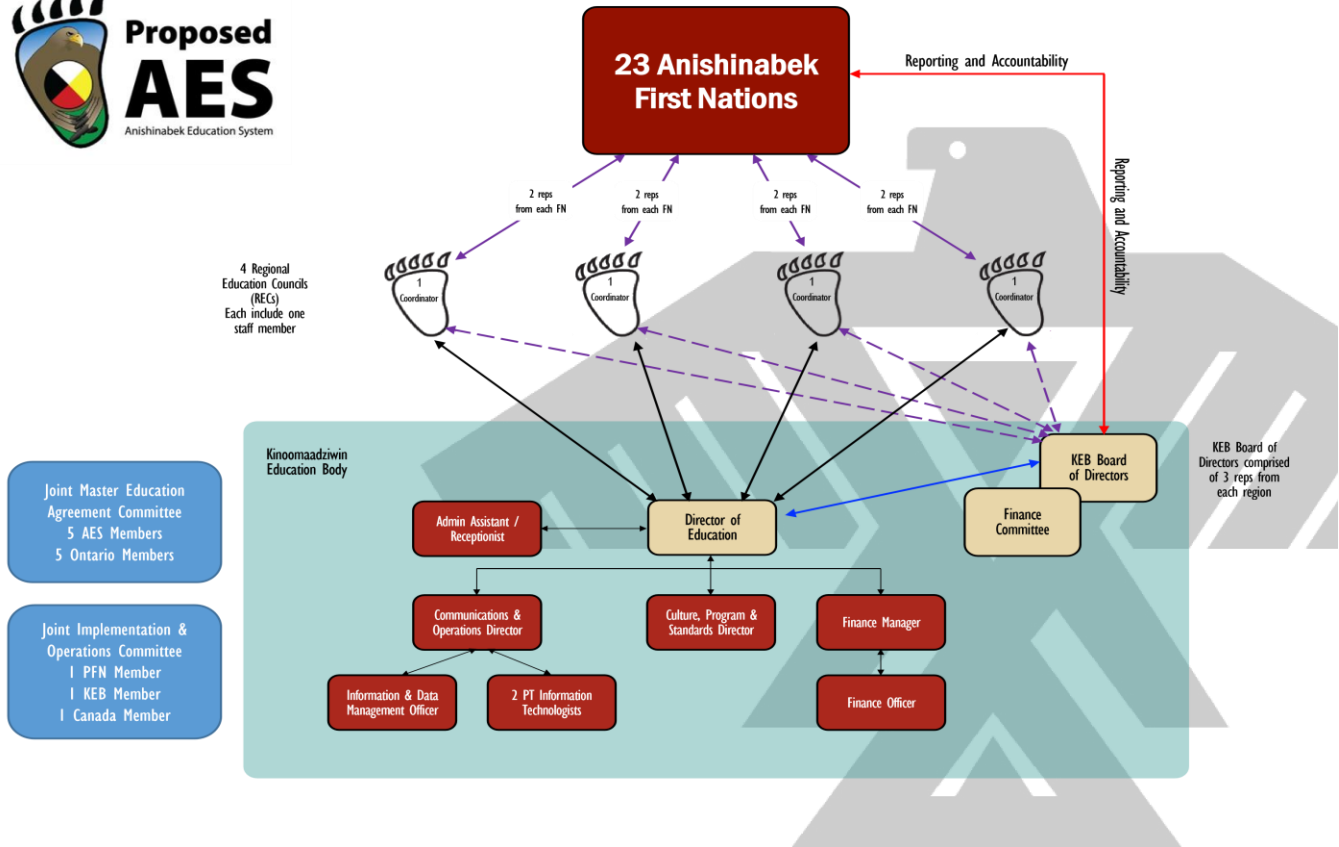 Proposed
AES
Anishinabek Education System
23 Anishinabek
First Nations
Reporting and Accountability
Reporting and Accountability
2 reps
from each FN
2 reps
from each FN
2 reps
from each FN
2 reps
from each FN
4 Regional
Education Councils
(RECs)
Each include one
staff member
1
Coordinator
1
Coordinator
1
Coordinator
1
Coordinator
Kinoomaadziwin
Education Body
KEB Board
of Directors
KEB Board of
Directors comprised
of 3 reps from
each region
Finance
Committee
Director of
Education
Admin Assistant /
Receptionist
Joint Master Education
Agreement Committee
5 AES Members
5 Ontario Members
Communications &
Operations Director
Culture, Program &
Standards Director
Finance Manager
Joint Implementation &
Operations Committee
1 PFN Member
1 KEB Member
1 Canada Member
Information & Data
Management Officer
2 PT Information
Technologists
Finance Officer